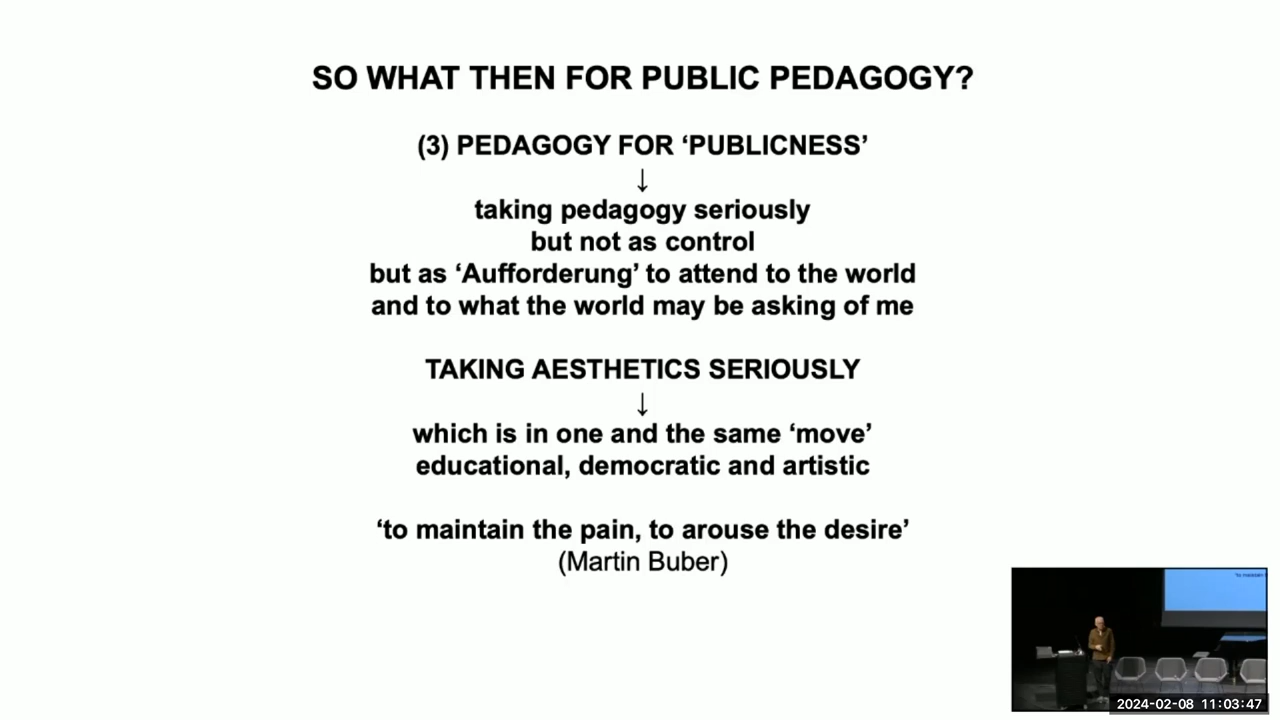 SO WHAT THEN FOR PUBLIC PEDAGOGY?
(3) PEDAGOGY FOR ‘PUBLICNESS’
↓
taking pedagogy seriously
but not as control
but as ‘Aufforderung’ to attend to the world
and to what the world may be asking of me
TAKING AESTHETICS SERIOUSLY
↓
which is in one and the same ‘move’
educational, democratic and artistic
‘to maintain the pain, to arouse the desire’
(Martin Buber)
‘to maintain
2024-02-08 11:03:47